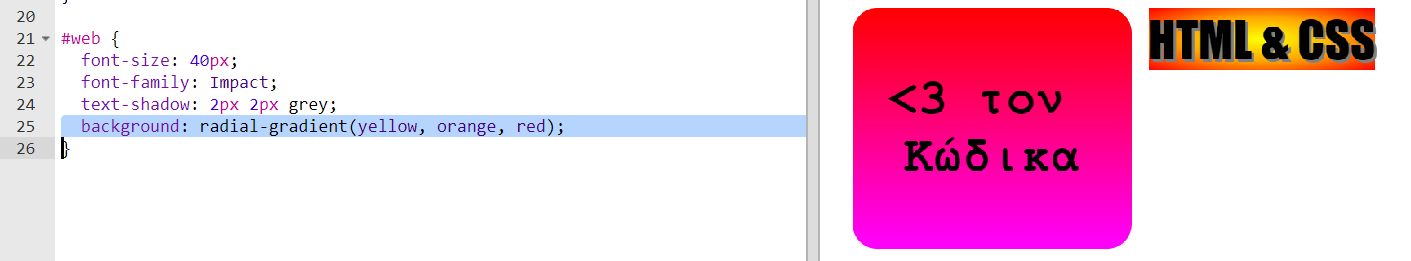 20
21 #web {
22 font-size: 40px;
23 font-family: Impact;
24 text-shadow: 2px 2px grey;
25 background: radial-gradient(yellow, orange, red);
26 }
<3 τον
Κώδικα
HTML & CSS